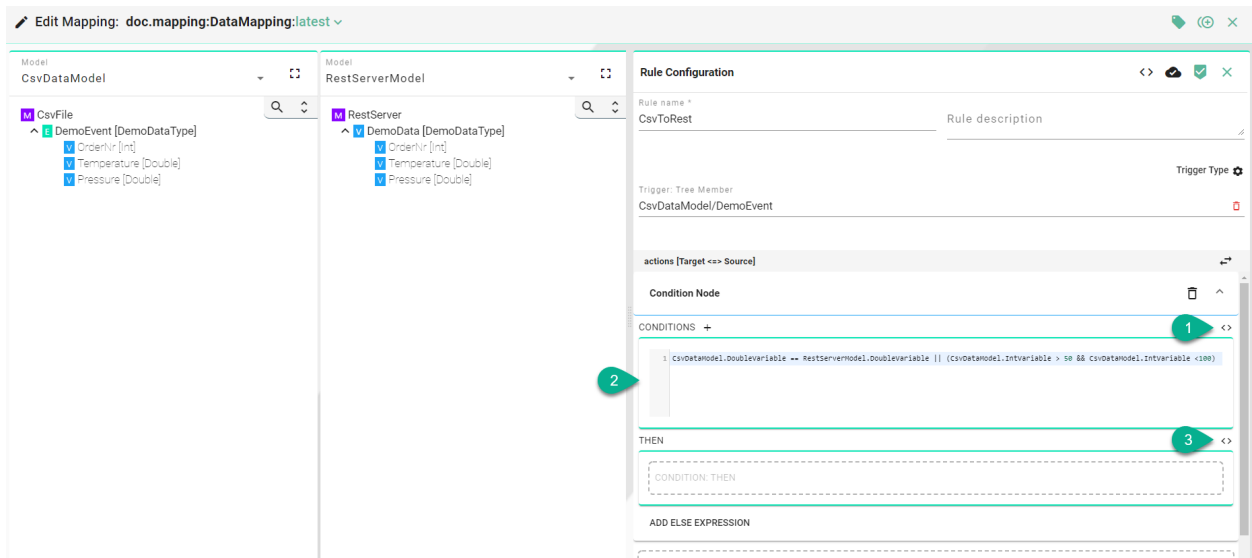 Edit Mapping: doc.mapping:DataMapping:latest
Model
CsvDataModel
M CsvFile
E DemoEvent [DemoDataType]
V OrderNr [Int]
V Temperature [Double]
V Pressure [Double]
Model
RestServerModel
M RestServer
V DemoData [DemoDataType]
V OrderNr [Int]
V Temperature [Double]
V Pressure [Double]
Rule Configuration
Rule name *
CsvToRest
Rule description
Trigger Type
Trigger: Tree Member
CsvDataModel/DemoEvent
actions [Target <=> Source]
Condition Node
CONDITIONS +
1
2
1 CsvDataModel.DoubleVariable == RestServerModel.DoubleVariable || (CsvDataModel.IntVariable > 50 && CsvDataModel.IntVariable <100)
THEN
3
CONDITION: THEN
ADD ELSE EXPRESSION